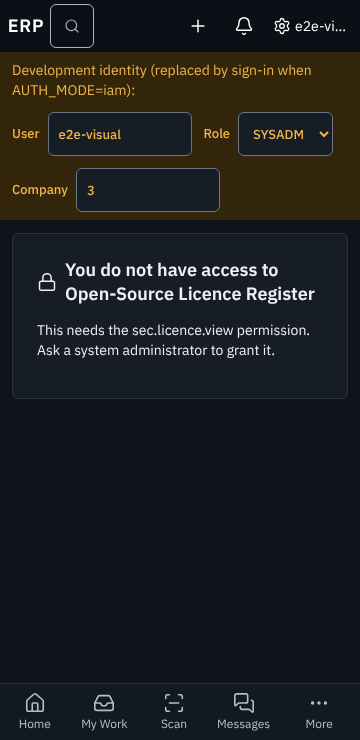 ERP
e2e-vi...
Development identity (replaced by sign-in when
AUTH_MODE=iam):
User e2e-visual Role SYSADM
Company 3
You do not have access to
Open-Source Licence Register
This needs the sec.licence.view permission.
Ask a system administrator to grant it.
Home My Work Scan Messages More